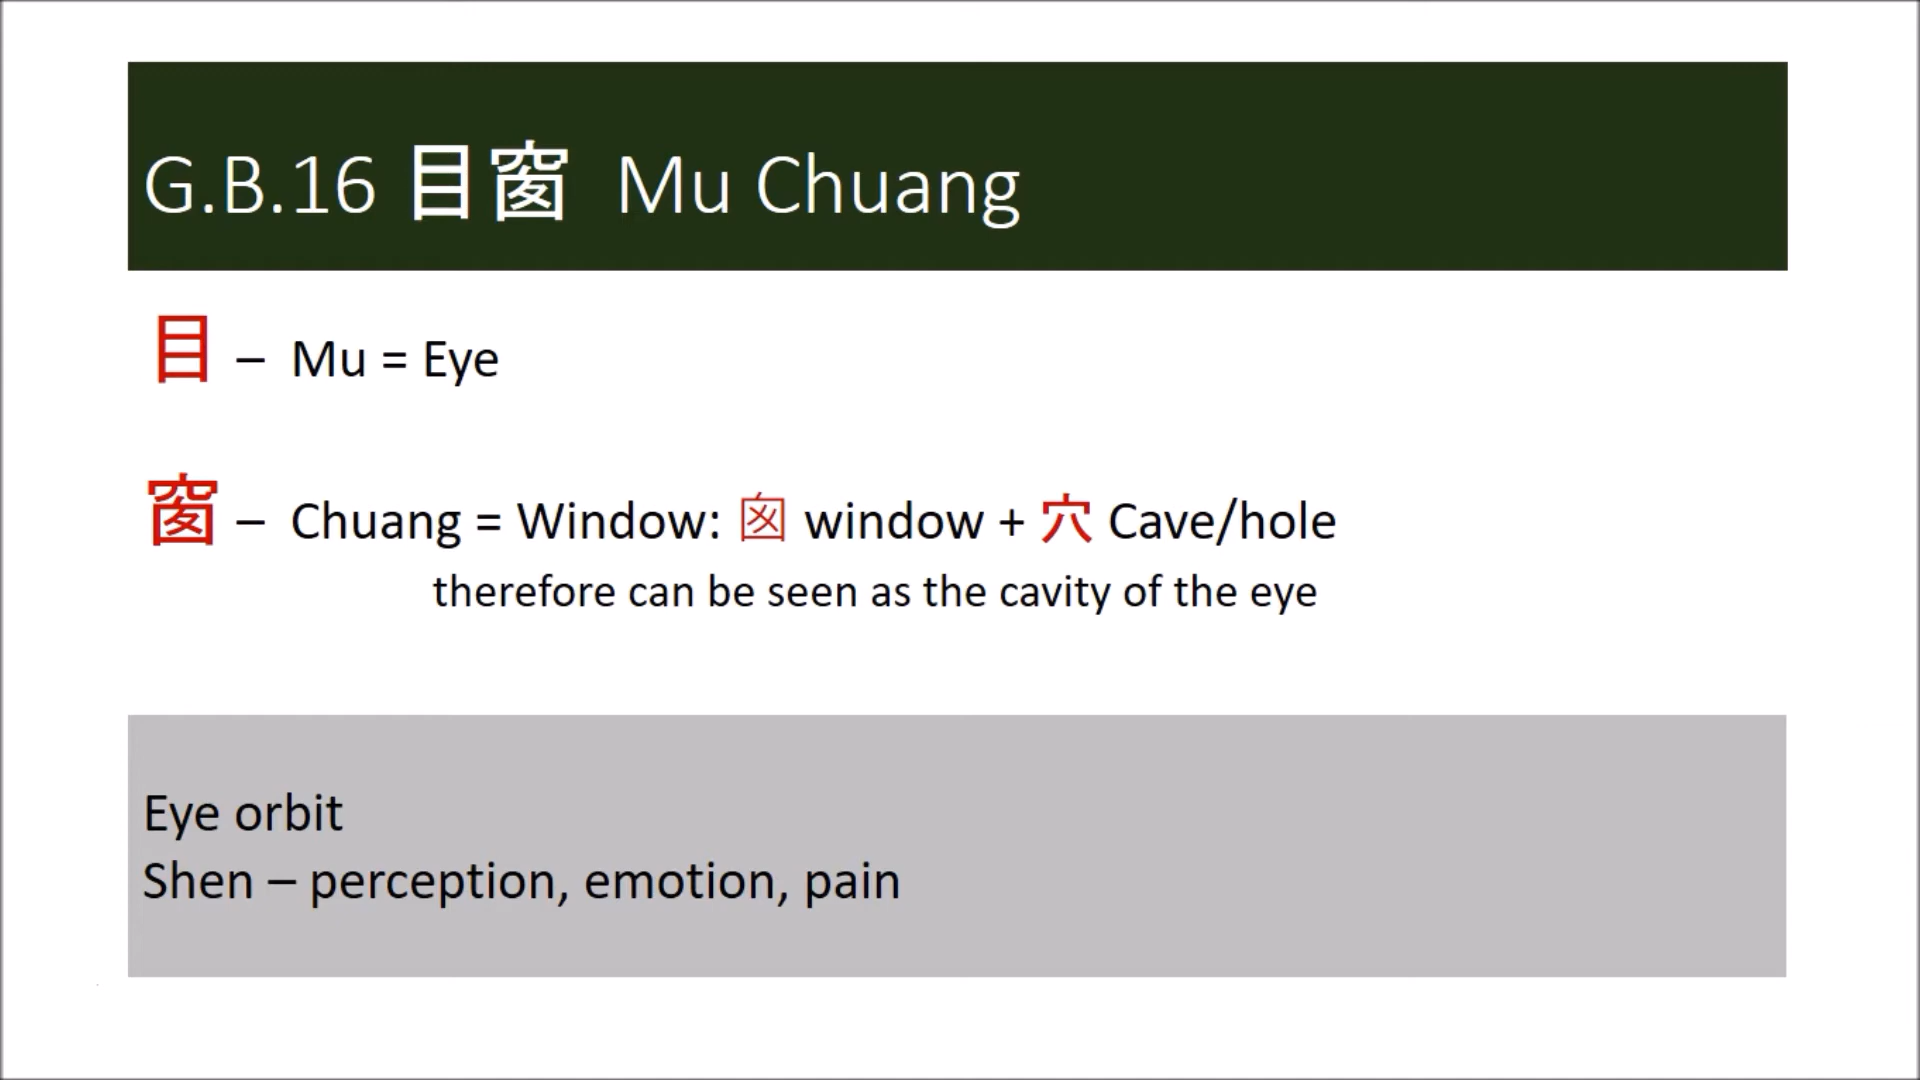 G.B.16 目窗 Mu Chuang
目 – Mu = Eye
窗 – Chuang = Window: 囪 window + 穴 Cave/hole
therefore can be seen as the cavity of the eye
Eye orbit
Shen – perception, emotion, pain